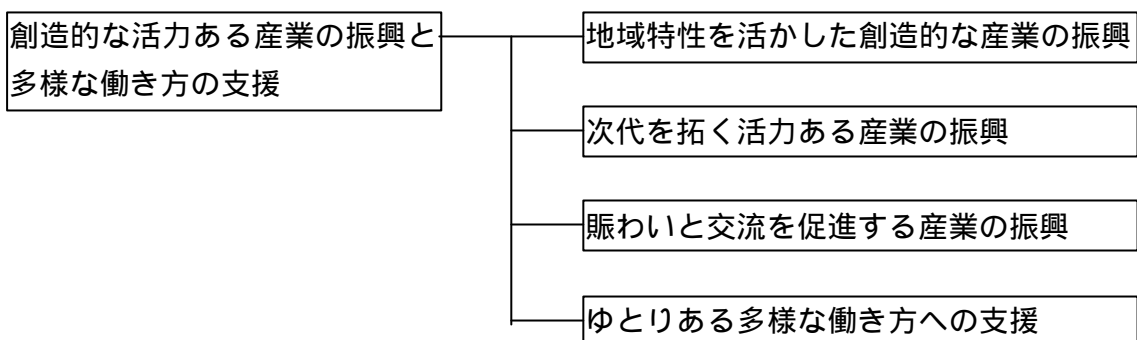 創造的な活力ある産業の振興と
多様な働き方の支援
地域特性を活かした創造的な産業の振興
次代を拓く活力ある産業の振興
賑わいと交流を促進する産業の振興
ゆとりある多様な働き方への支援